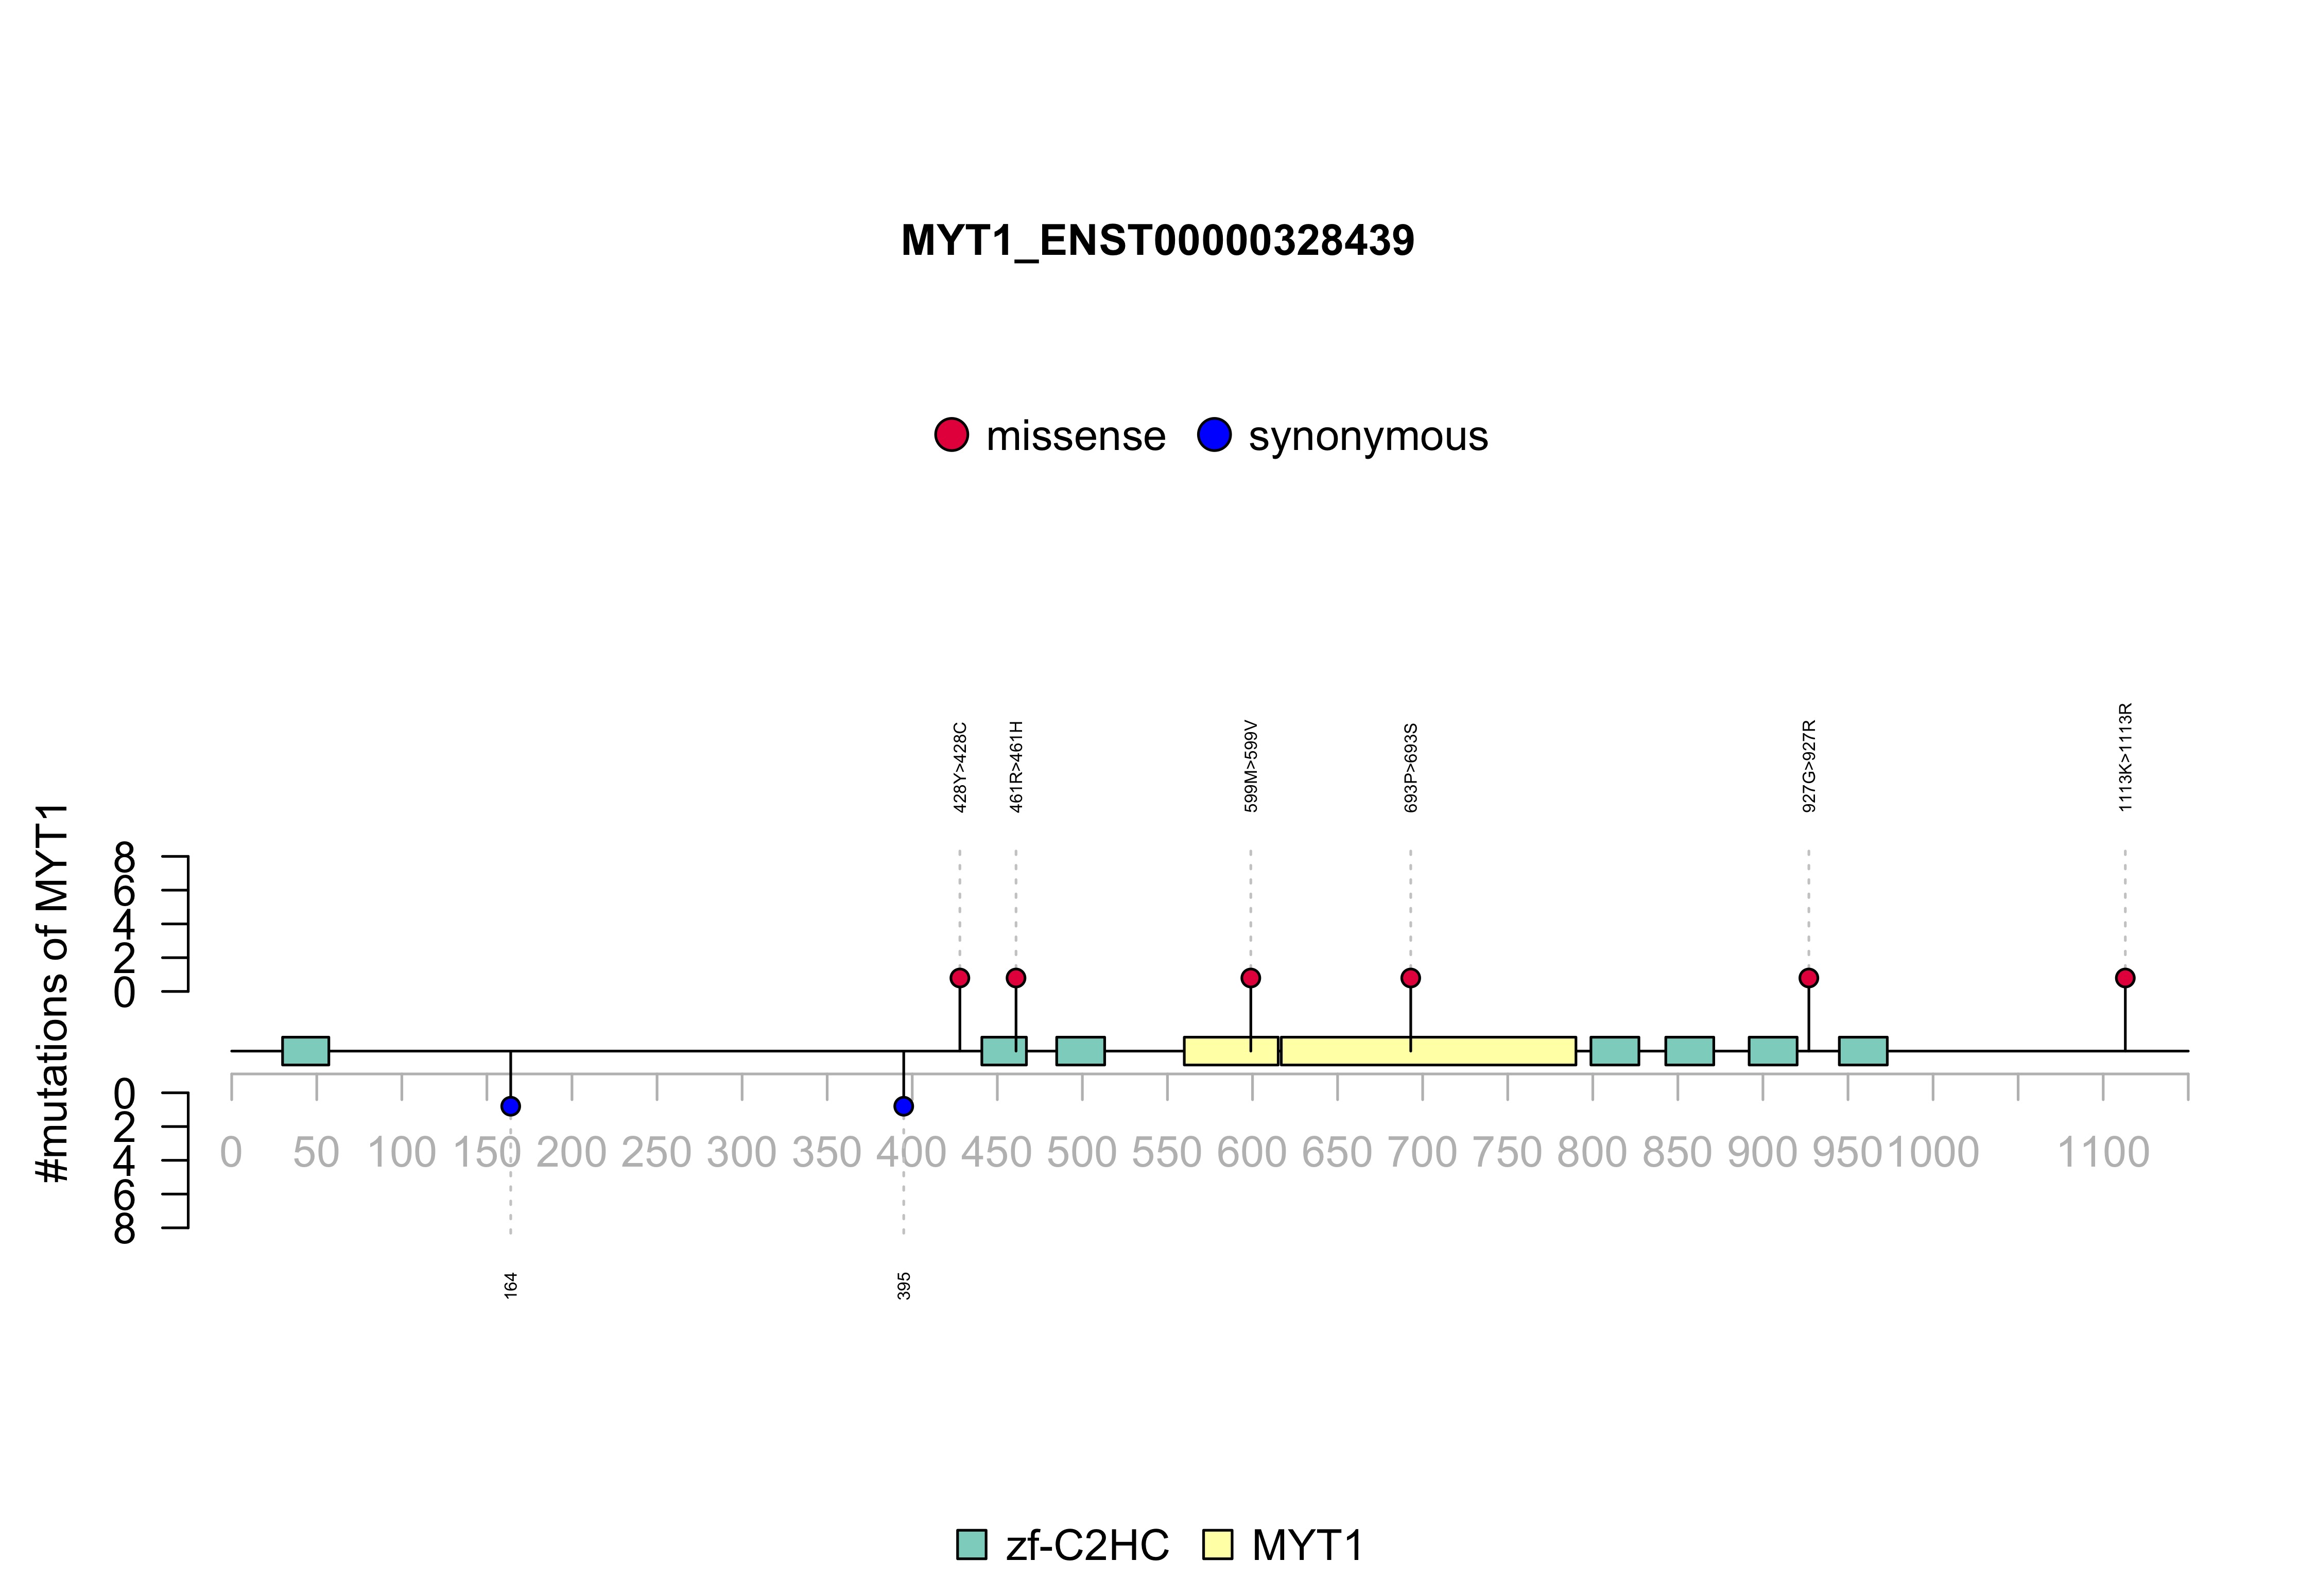 MYT1_ENST00000328439
missense synonymous
428Y>428C
461R>461H
599M>599V
693P>693S
927G>927R
1113K>1113R
#mutations of MYT1
8
6
4
2
0
0
2
4
6
8
0 50 100 150 200 250 300 350 400 450 500 550 600 650 700 750 800 850 900 950 1000 1100
164
395
zf-C2HC MYT1